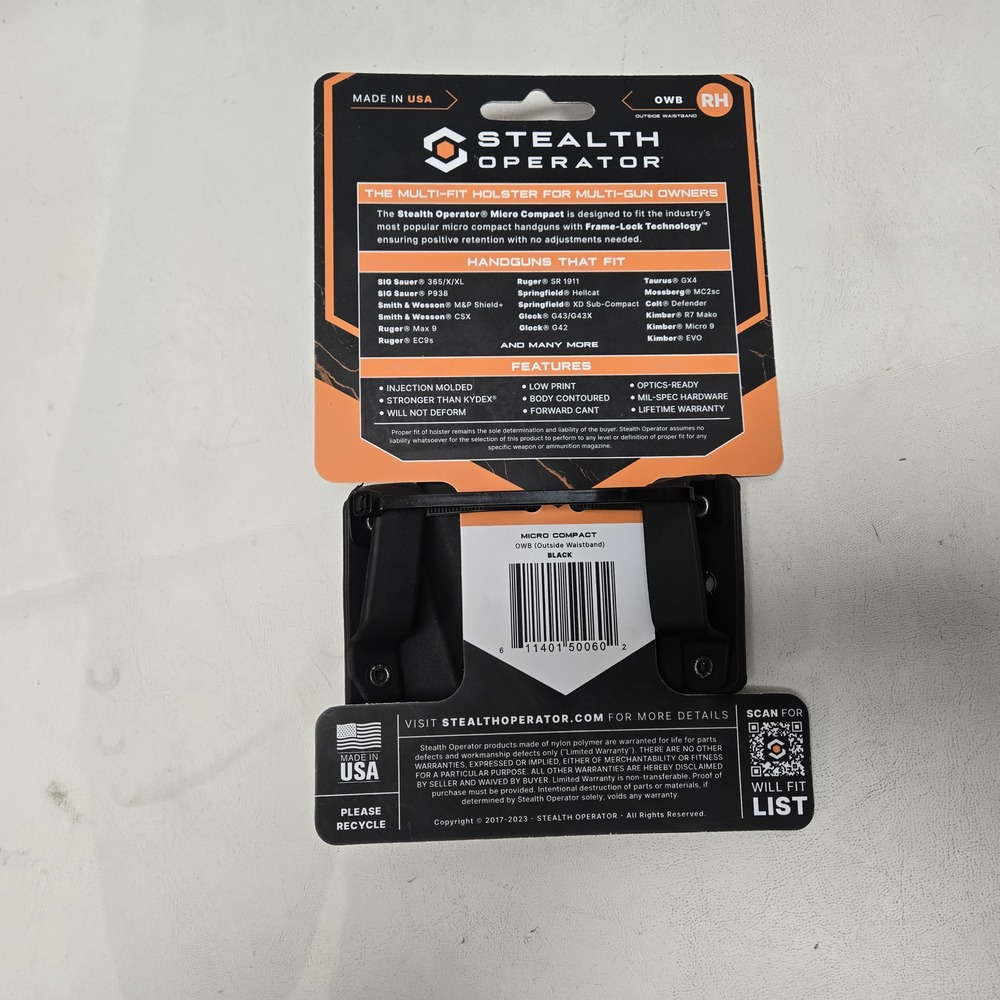 MADE IN USA
OWB
OUTSIDE WAISTBAND
RH
STEALTH
OPERATOR
THE MULTI-FIT HOLSTER FOR MULTI-GUN OWNERS
The Stealth Operator® Micro Compact is designed to fit the industry's
most popular micro compact handguns with Frame-Lock Technology™
ensuring positive retention with no adjustments needed.
HANDGUNS THAT FIT
SIG Sauer® 365/X/XL
SIG Sauer® P938
Smith & Wesson® M&P Shield+
Smith & Wesson® CSX
Ruger® Max 9
Ruger® EC9s
Ruger® SR 1911
Springfield® Hellcat
Springfield® XD Sub-Compact
Glock® G43/G43X
Glock® G42
AND MANY MORE
Taurus® GX4
Mossberg® MC2sc
Colt® Defender
Kimber® R7 Mako
Kimber® Micro 9
Kimber® EVO
FEATURES
• INJECTION MOLDED
• STRONGER THAN KYDEX®
• WILL NOT DEFORM
• LOW PRINT
• BODY CONTOURED
• FORWARD CANT
• OPTICS-READY
• MIL-SPEC HARDWARE
• LIFETIME WARRANTY
Proper fit of holster remains the sole determination and liability of the buyer. Stealth Operator assumes no
liability whatsoever for the selection of this product to perform to any level or definition of proper fit for any
specific weapon or ammunition magazine.
MICRO COMPACT
OWB (Outside Waistband)
BLACK
6 11401 50060 2
MADE IN
USA
PLEASE
RECYCLE
VISIT STEALTHOPERATOR.COM FOR MORE DETAILS
Stealth Operator products made of nylon polymer are warranted for life for parts
defects and workmanship defects only ("Limited Warranty"). THERE ARE NO OTHER
WARRANTIES, EXPRESSED OR IMPLIED, EITHER OF MERCHANTABILITY OR FITNESS
FOR A PARTICULAR PURPOSE. ALL OTHER WARRANTIES ARE HEREBY DISCLAIMED
BY SELLER AND WAIVED BY BUYER. Limited Warranty is non-transferable. Proof of
purchase must be provided. Intentional destruction of parts or materials, if
determined by Stealth Operator solely, voids any warranty.
Copyright © 2017-2023 - STEALTH OPERATOR - All Rights Reserved.
SCAN FOR
WILL FIT
LIST